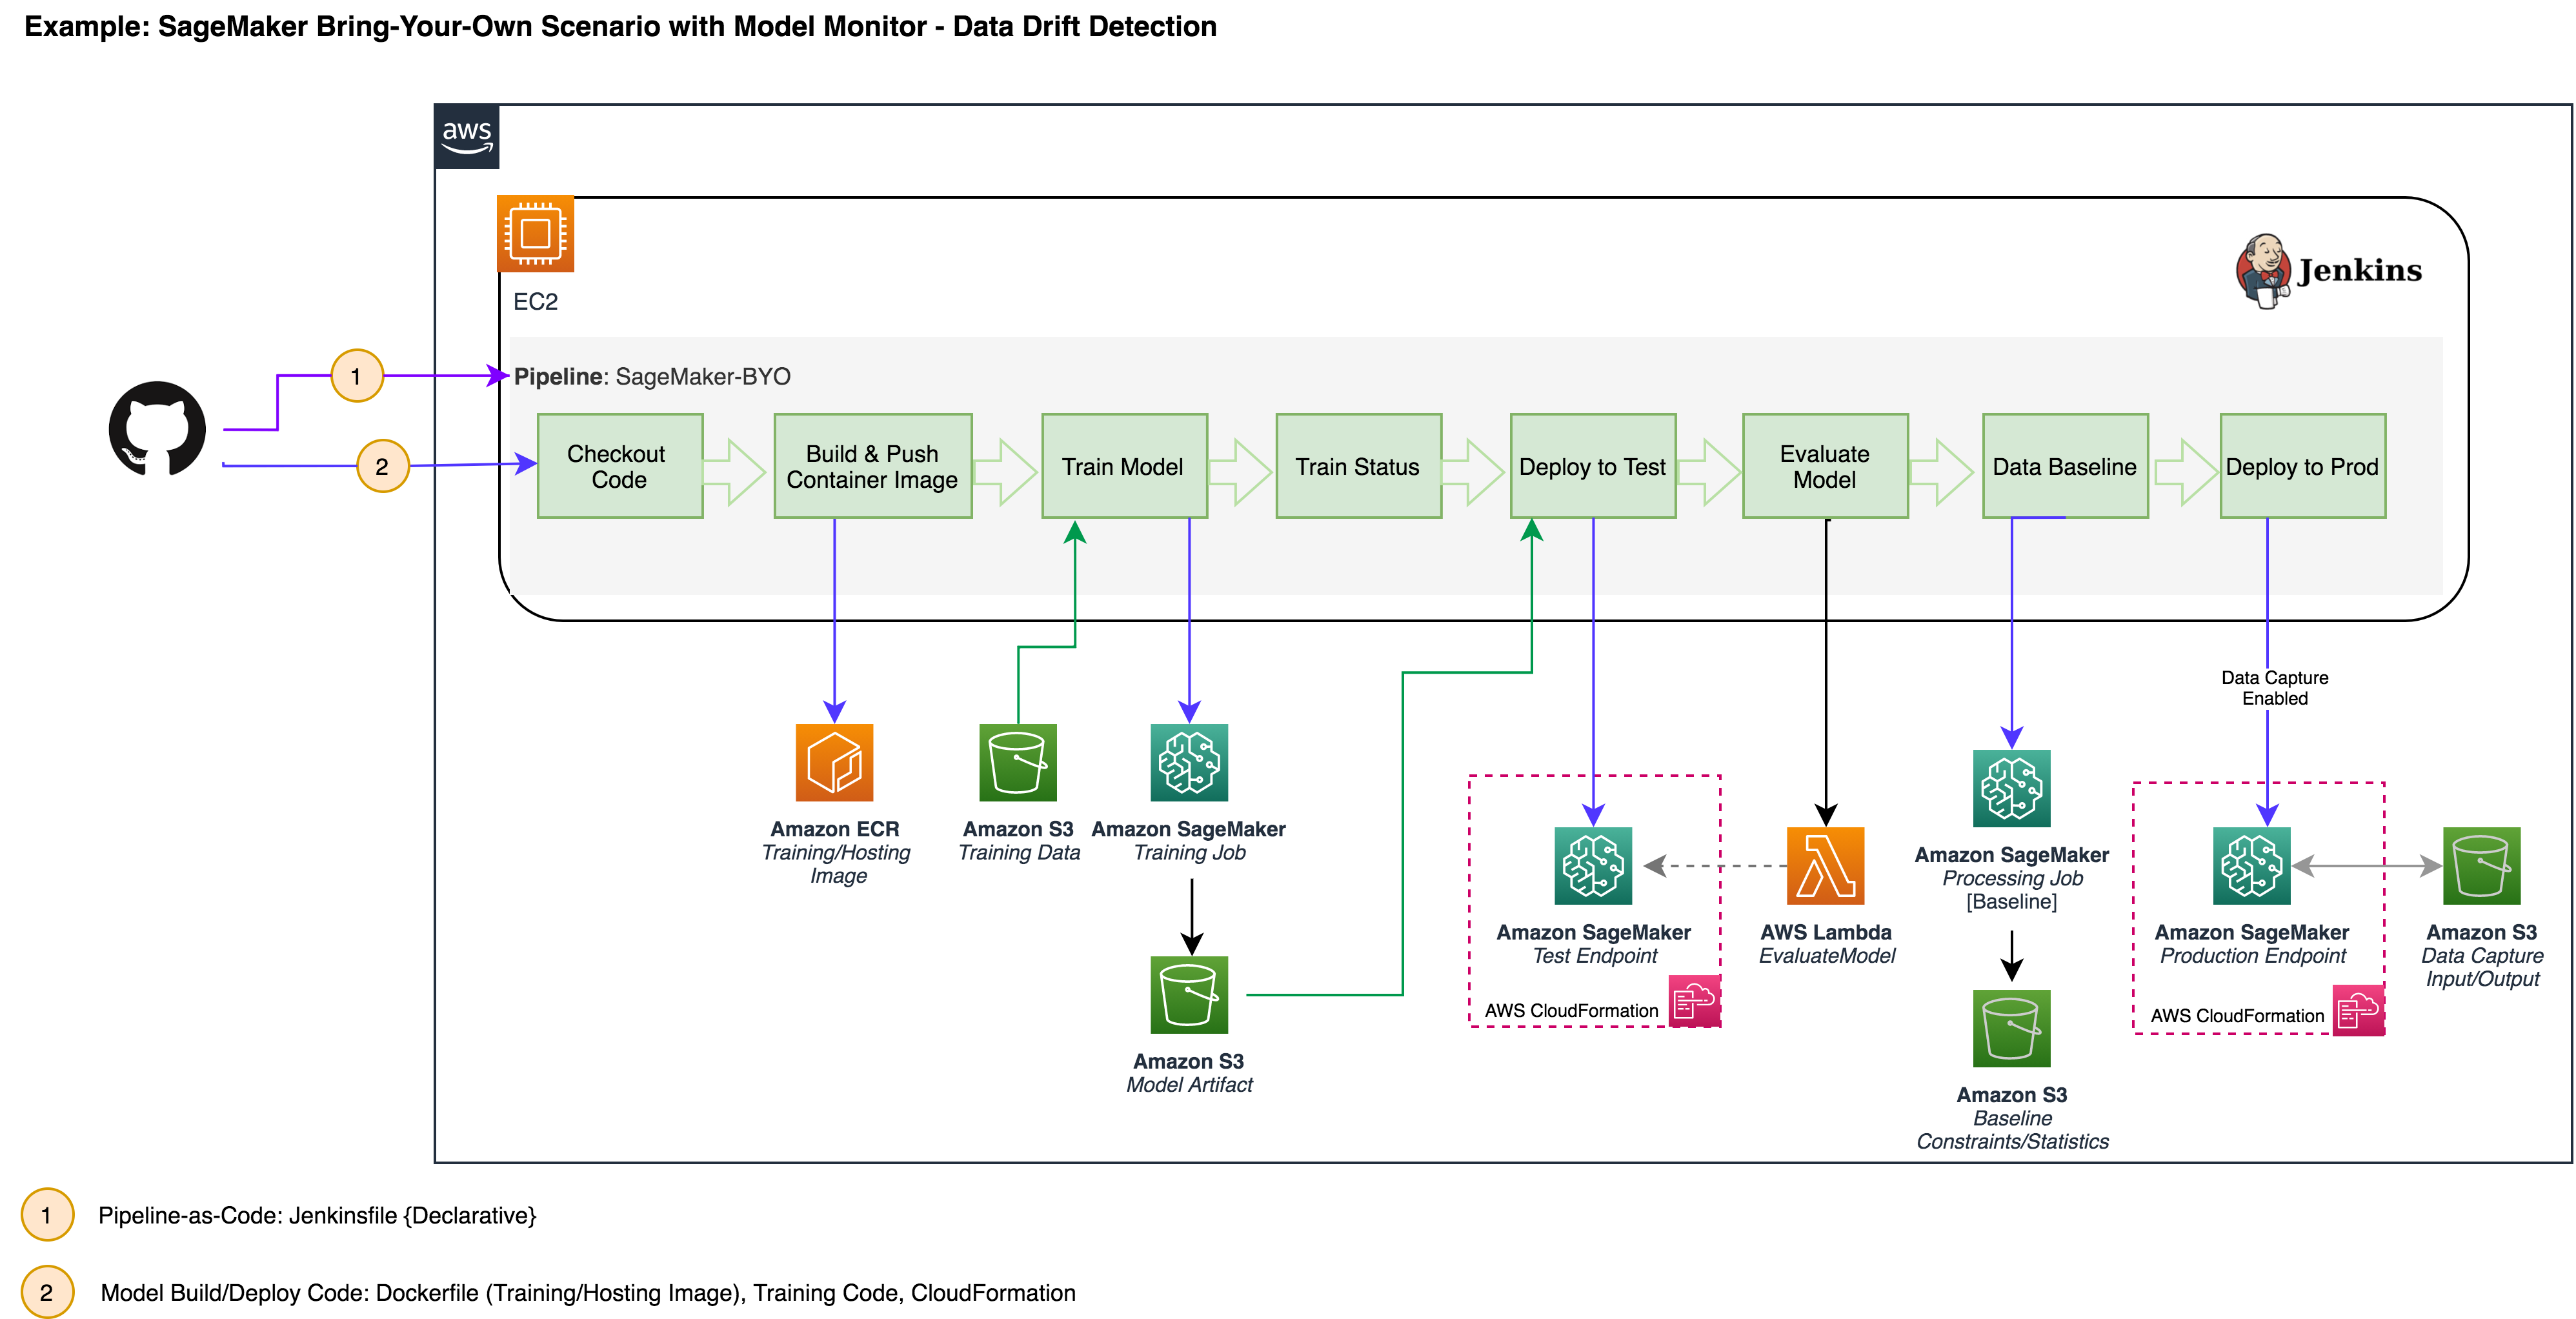 Example: SageMaker Bring-Your-Own Scenario with Model Monitor - Data Drift Detection
aws
EC2
Jenkins
1
Pipeline: SageMaker-BYO
2
Checkout
Code
Build & Push
Container Image
Train Model
Train Status
Deploy to Test
Evaluate
Model
Data Baseline
Deploy to Prod
Data Capture
Enabled
Amazon ECR
Training/Hosting
Image
Amazon S3
Training Data
Amazon SageMaker
Training Job
Amazon S3
Model Artifact
Amazon SageMaker
Test Endpoint
AWS CloudFormation
AWS Lambda
EvaluateModel
Amazon SageMaker
Processing Job
[Baseline]
Amazon S3
Baseline
Constraints/Statistics
Amazon SageMaker
Production Endpoint
AWS CloudFormation
Amazon S3
Data Capture
Input/Output
1
Pipeline-as-Code: Jenkinsfile {Declarative}
2
Model Build/Deploy Code: Dockerfile (Training/Hosting Image), Training Code, CloudFormation